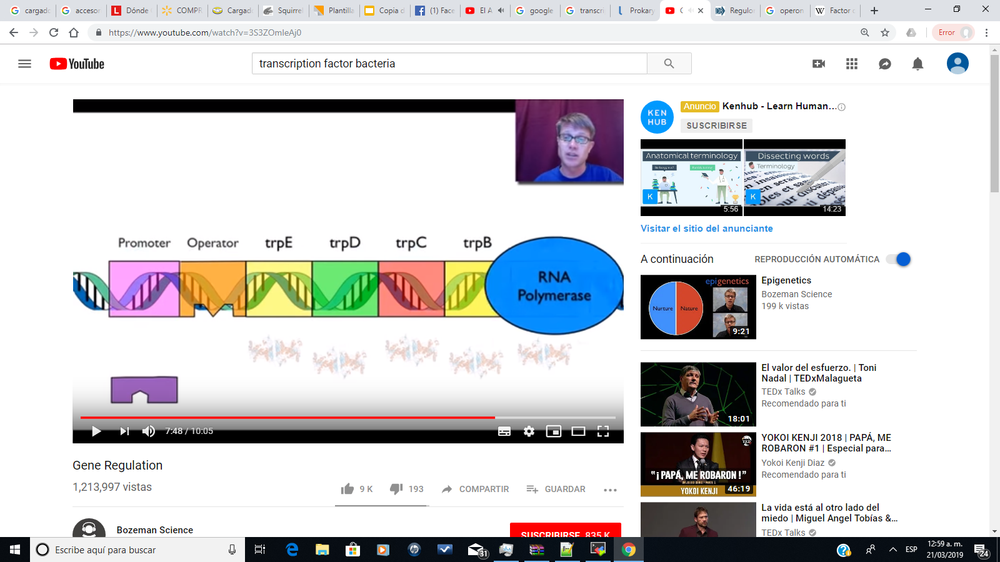 cargado
accesor
Dónde
COMPR
Cargado
Squirrel
Plantilla
Copia d
(1) Face
El A
google
transcri
Prokary
Regulon
operon
Factor
https://www.youtube.com/watch?v=3S3ZOmleAj0
Error
YouTube
transcription factor bacteria
KEN
HUB
Anuncio Kenhub - Learn Human...
SUSCRIBIRSE
Anatomical terminology
5:56
Dissecting words
Terminology
14:23
Visitar el sitio del anunciante
Promoter Operator trpE trpD trpC trpB
RNA
Polymerase
7:48 / 10:05
A continuación REPRODUCCIÓN AUTOMÁTICA
epigenetics
Nurture Nature
9:21
Epigenetics
Bozeman Science
199 k vistas
18:01
El valor del esfuerzo. | Toni
Nadal | TEDxMalagueta
TEDx Talks
Recomendado para ti
"¡ PAPÁ, ME ROBARON !"
YOKOI KENJI
46:19
YOKOI KENJI 2018 | PAPÁ, ME
ROBARON #1 | Especial para...
Yokoi Kenji Diaz
Recomendado para ti
La vida está al otro lado del
miedo | Miguel Angel Tobías &...
TEDx Talks
Gene Regulation
1,213,997 vistas
9 K 193 COMPARTIR GUARDAR
Bozeman Science
SUSCRIBIRSE 835 K
Escribe aquí para buscar
31
ESP
12:59 a. m.
21/03/2019
24